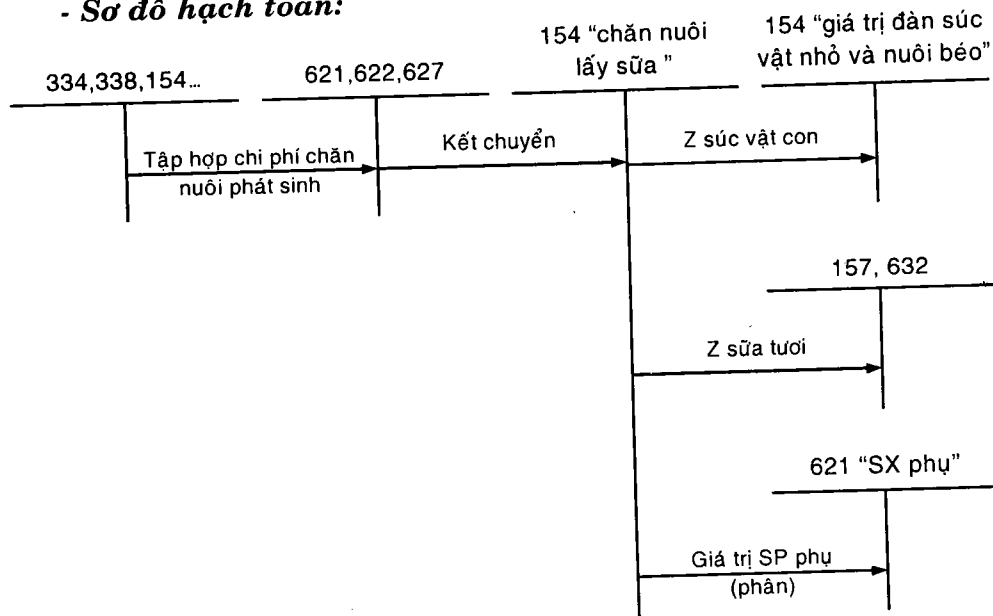 - Sơ đồ hạch toán:
334,338,154...
621,622,627
154 “chăn nuôi
lấy sữa ”
154 “giá trị đàn súc
vật nhỏ và nuôi béo”
Tập hợp chi phí chăn
nuôi phát sinh
Kết chuyển
Z súc vật con
157, 632
Z sữa tươi
621 “SX phụ”
Giá trị SP phụ
(phân)